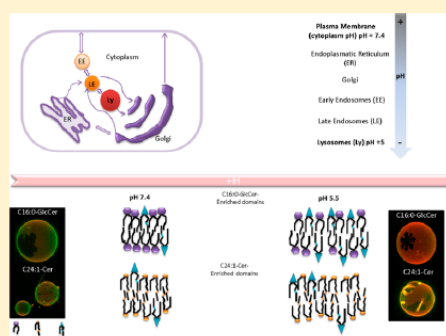 Plasma Membrane
(cytoplasm pH) pH = 7.4
Endoplasmatic Reticulum
(ER)
Golgi
Early Endosomes (EE)
Late Endosomes (LE)
Lysosomes (Ly) pH =5
+
pH
-
Cytoplasm
EE
LE
Ly
ER
Golgi
pH 7.4
C16:0-GlcCer-
Enriched domains
pH 5.5
C16:0-GlcCer
C24:1-Cer
C24:1-Cer-
Enriched domains
C16:0-GlcCer
C24:1-Cer